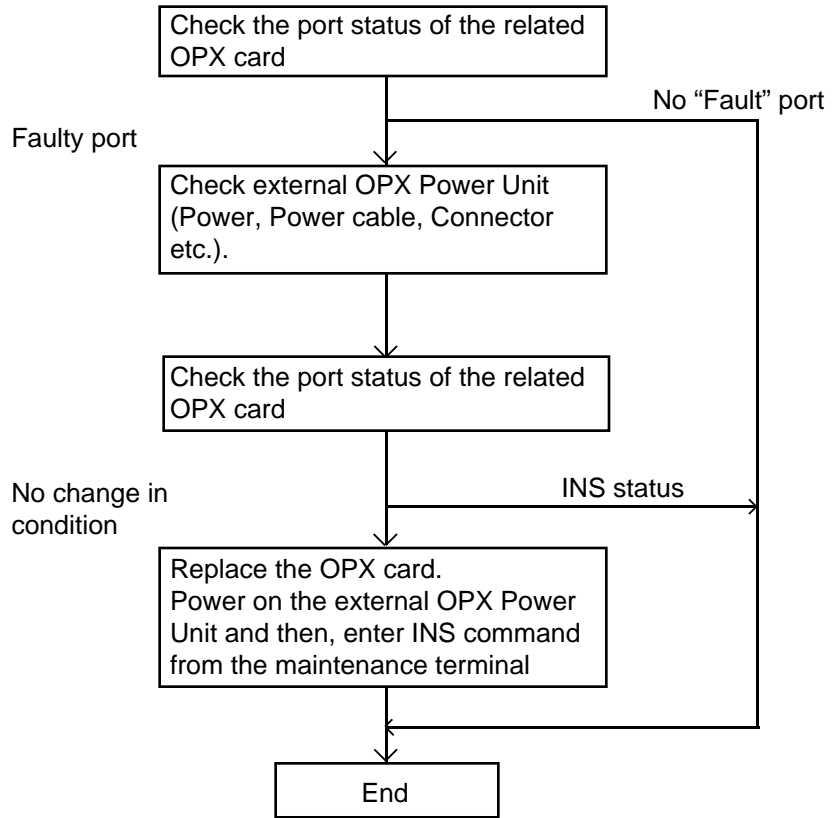 Check the port status of the related
OPX card
No “Fault” port
Faulty port
Check external OPX Power Unit
(Power, Power cable, Connector
etc.).
Check the port status of the related
OPX card
INS status
No change in
condition
Replace the OPX card.
Power on the external OPX Power
Unit and then, enter INS command
from the maintenance terminal
End